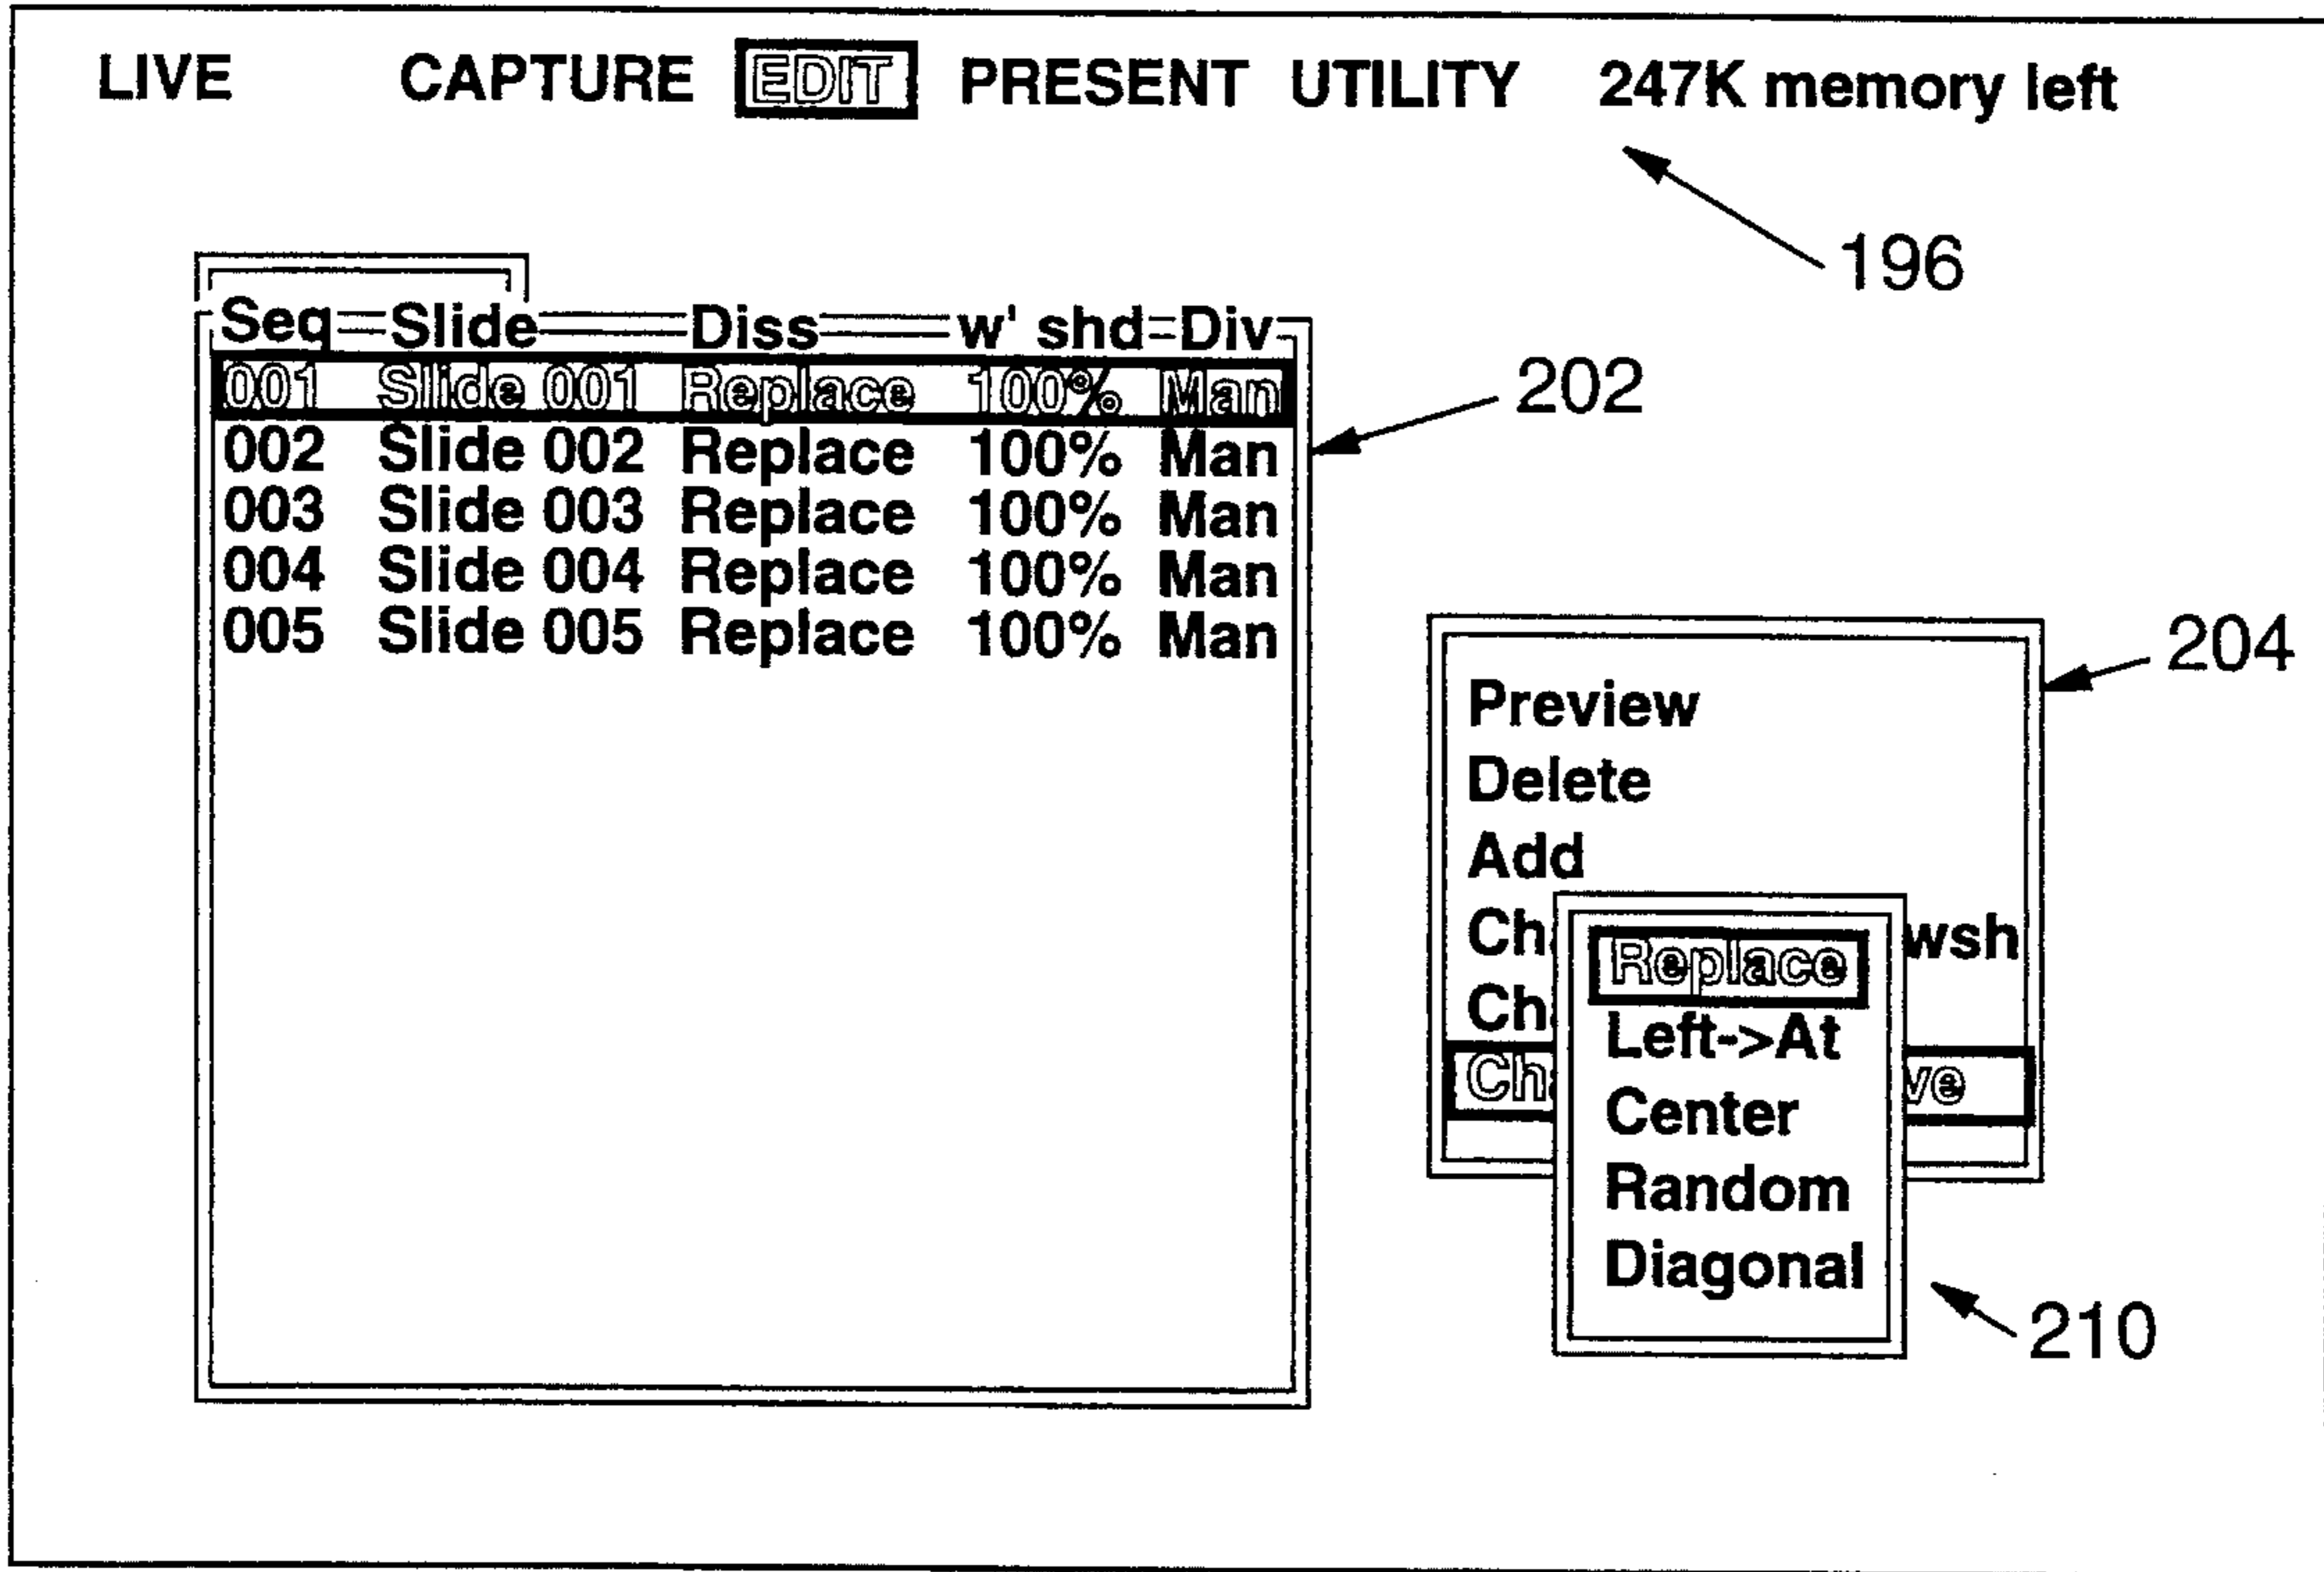 LIVE CAPTURE EDIT PRESENT UTILITY 247K memory left
196
Seq Slide Diss w' shd Div
001 Slide 001 Replace 100% Man
202
002 Slide 002 Replace 100% Man
003 Slide 003 Replace 100% Man
004 Slide 004 Replace 100% Man
005 Slide 005 Replace 100% Man
204
Preview
Delete
Add
Replace
Left->At
Center
Random
Diagonal
210